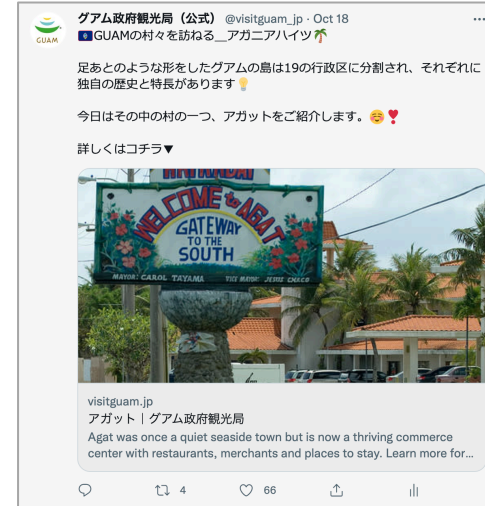 グアム政府観光局（公式） @visitguam_jp · Oct 18
GUAMの村々を訪ねる__アガニアハイツ🌴
足あとのような形をしたグアムの島は19の行政区に分割され、それぞれに
独自の歴史と特長があります💡
今日はその中の一つ、アガットをご紹介します。☺️❣️
詳しくはコチラ▼
GUAM
WELCOME to AGAT
GATEWAY
TO THE
SOUTH
MAYOR: CAROL TAYAMA VICE MAYOR: JESSE CHACO
visitguam.jp
アガット｜グアム政府観光局
Agat was once a quiet seaside town but is now a thriving commerce
center with restaurants, merchants and places to stay. Learn more for...
4
66